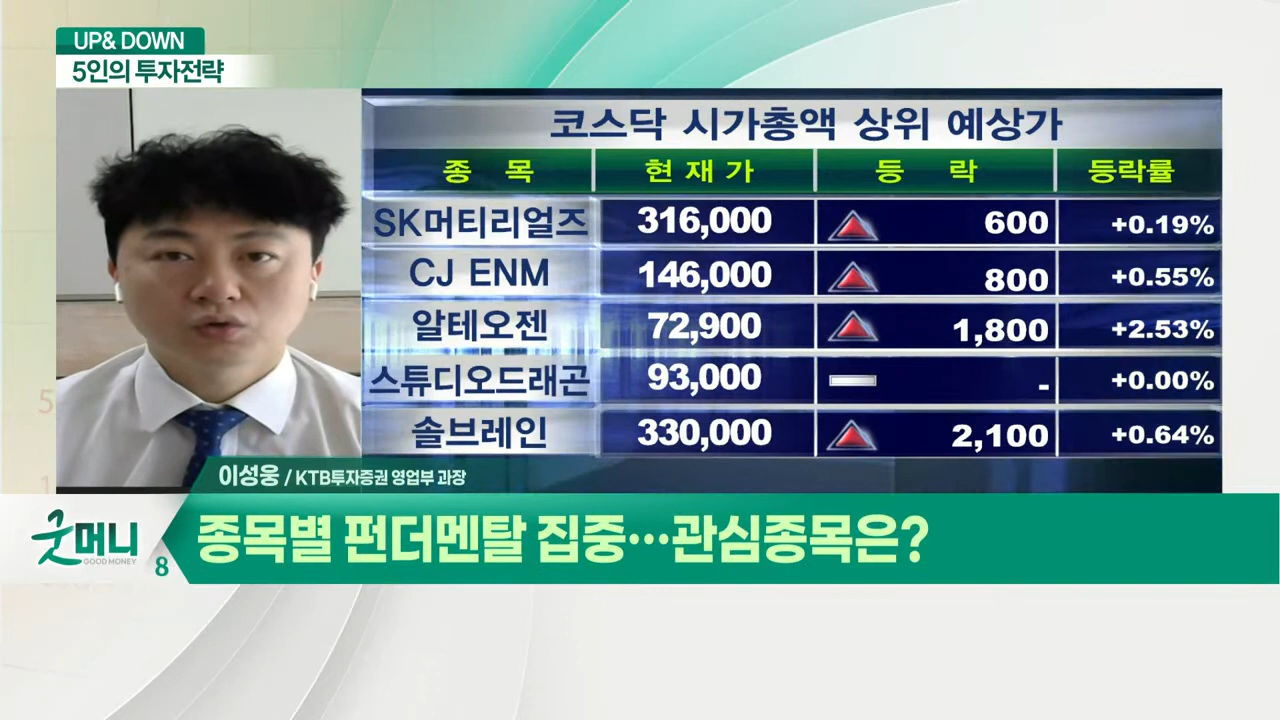 UP& DOWN
5인의 투자전략
코스닥 시가총액 상위 예상가
종 목 현 재 가 등 락 등락률
SK머티리얼즈 316,000 600 +0.19%
CJ ENM 146,000 800 +0.55%
알테오젠 72,900 1,800 +2.53%
스튜디오드래곤 93,000 - +0.00%
솔브레인 330,000 2,100 +0.64%
5
1
이성웅 / KTB투자증권 영업부 과장
굿머니
GOOD MONEY
8
종목별 펀더멘탈 집중…관심종목은?